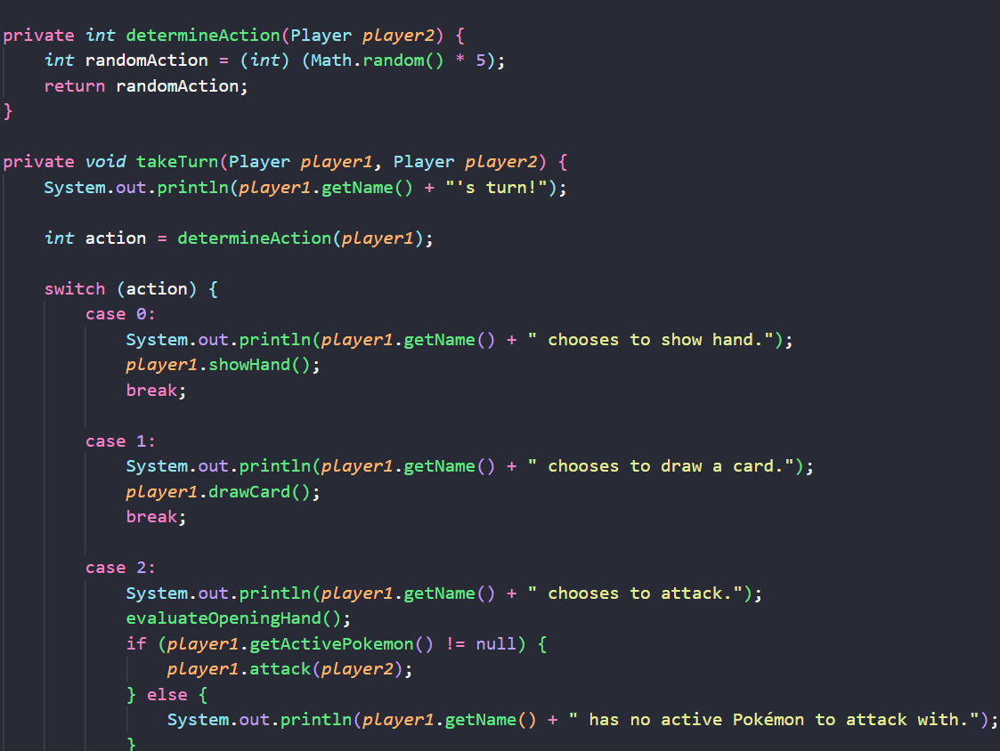 private int determineAction(Player player2) {
    int randomAction = (int) (Math.random() * 5);
    return randomAction;
}

private void takeTurn(Player player1, Player player2) {
    System.out.println(player1.getName() + "'s turn!");

    int action = determineAction(player1);

    switch (action) {
        case 0:
            System.out.println(player1.getName() + " chooses to show hand.");
            player1.showHand();
            break;

        case 1:
            System.out.println(player1.getName() + " chooses to draw a card.");
            player1.drawCard();
            break;

        case 2:
            System.out.println(player1.getName() + " chooses to attack.");
            evaluateOpeningHand();
            if (player1.getActivePokemon() != null) {
                player1.attack(player2);
            } else {
                System.out.println(player1.getName() + " has no active Pokémon to attack with.");
            }